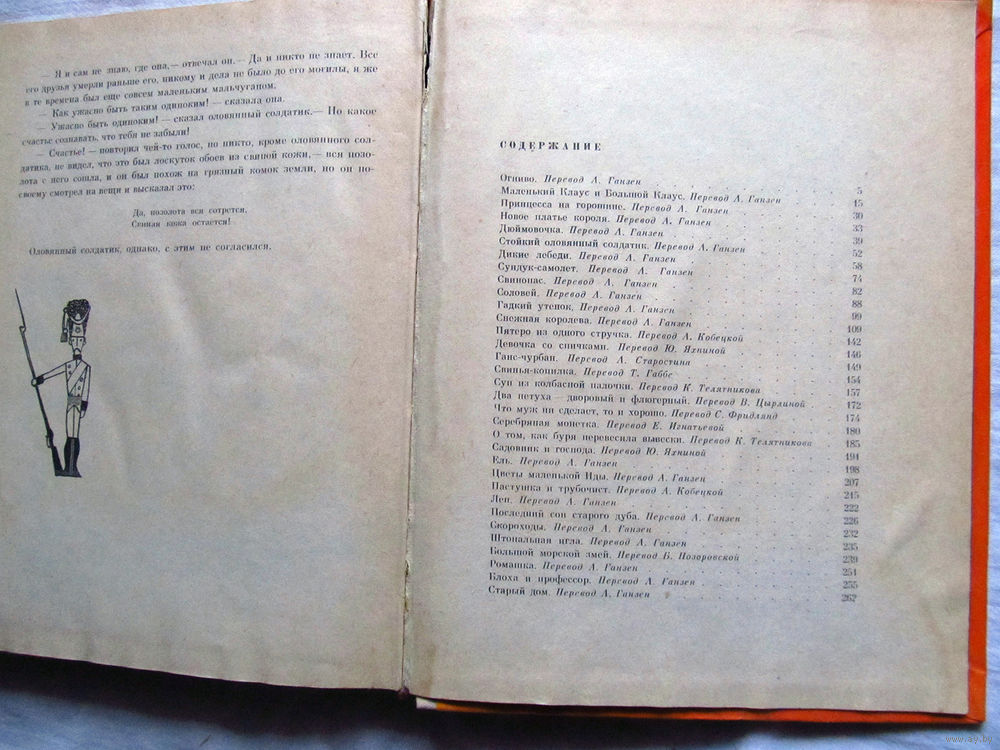 — Я и сам не знаю, где она,— отвечал он.— Да и никто не знает. Все
его друзья умерли раньше его, никому и дела не было до его могилы, я же
в те времена был еще совсем маленьким мальчуганом.
— Как ужасно быть таким одиноким! — сказала она.
— Ужасно быть одиноким! — сказал оловянный солдатик.— Но какое
счастье сознавать, что тебя не забыли!
— Счастье! — повторил чей-то голос, но никто, кроме оловянного сол-
датика, не видел, что это был лоскуток обоев из свиной кожи,— вся позо-
лота с него сошла, и он был похож на грязный комок земли, но он по-
своему смотрел на вещи и высказал это:
Да, позолота вся сотрется,
Свиная кожа остается!
Оловянный солдатик, однако, с этим не согласился.
СОДЕРЖАНИЕ
Огниво. Перевод А. Ганзен 5
Маленький Клаус и Большой Клаус. Перевод А. Ганзен 15
Принцесса на горошине. Перевод А. Ганзен 30
Новое платье короля. Перевод А. Ганзен 33
Дюймовочка. Перевод А. Ганзен 39
Стойкий оловянный солдатик. Перевод А. Ганзен 52
Дикие лебеди. Перевод А. Ганзен 58
Сундук-самолет. Перевод А. Ганзен 74
Свинопас. Перевод А. Ганзен 82
Соловей. Перевод А. Ганзен 88
Гадкий утенок. Перевод А. Ганзен 99
Снежная королева. Перевод А. Ганзен 109
Пятеро из одного стручка. Перевод А. Кобецкой 142
Девочка со спичками. Перевод Ю. Яхниной 146
Ганс-чурбан. Перевод А. Старостина 149
Свинья-копилка. Перевод Т. Габбе 154
Суп из колбасной палочки. Перевод К. Телятникова 157
Два петуха — дворовый и флюгерный. Перевод В. Цырлиной 172
Что муж ни сделает, то и хорошо. Перевод С. Фридлянд 174
Серебряная монетка. Перевод Е. Игнатьевой 180
О том, как буря перевесила вывески. Перевод К. Телятникова 185
Садовник и господа. Перевод Ю. Яхниной 191
Ель. Перевод А. Ганзен 198
Цветы маленькой Иды. Перевод А. Ганзен 207
Пастушка и трубочист. Перевод А. Кобецкой 215
Лен. Перевод А. Ганзен 222
Последний сон старого дуба. Перевод А. Ганзен 226
Скороходы. Перевод А. Ганзен 232
Штопальная игла. Перевод А. Ганзен 235
Большой морской змей. Перевод Б. Позоровской 239
Ромашка. Перевод А. Ганзен 251
Блоха и профессор. Перевод А. Ганзен 255
Старый дом. Перевод А. Ганзен 262
www.ay.by